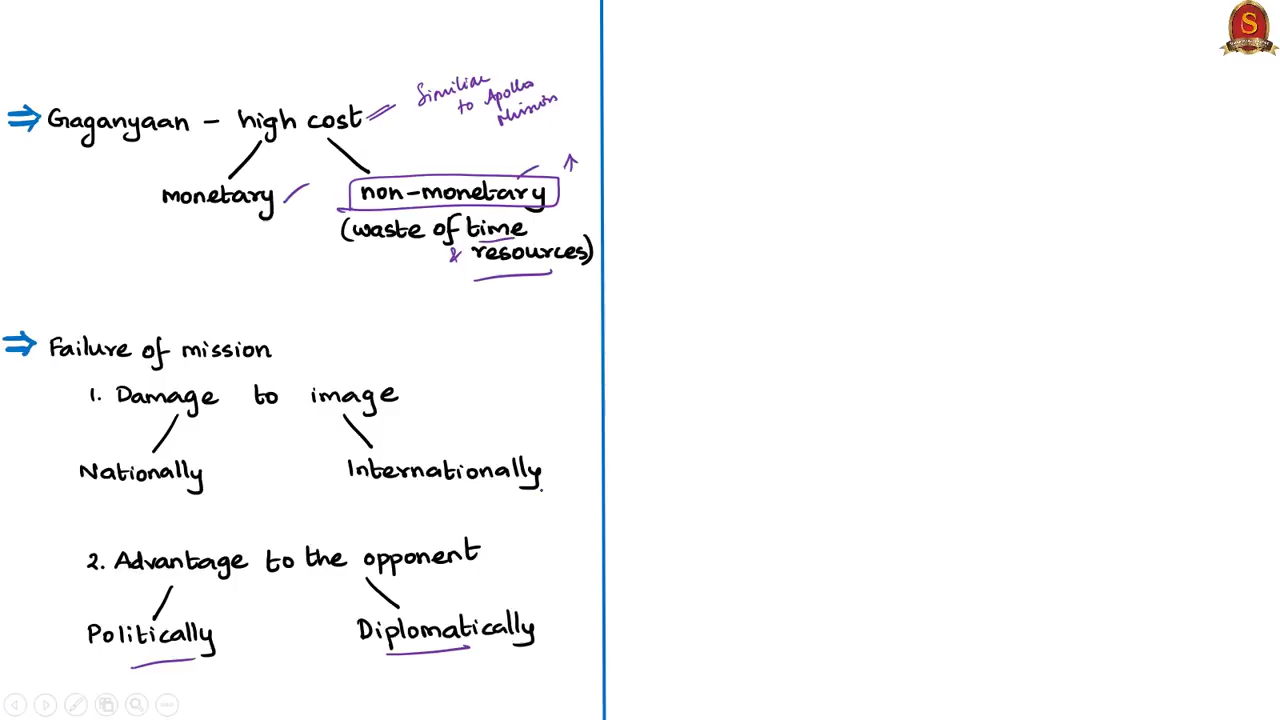 Similiar
to Apollo
Mission
⇒ Gaganyaan - high cost
monetary
non-monetary
(waste of time
& resources)
⇒ Failure of mission
1. Damage to image
Nationally
Internationally
2. Advantage to the opponent
Politically
Diplomatically
S